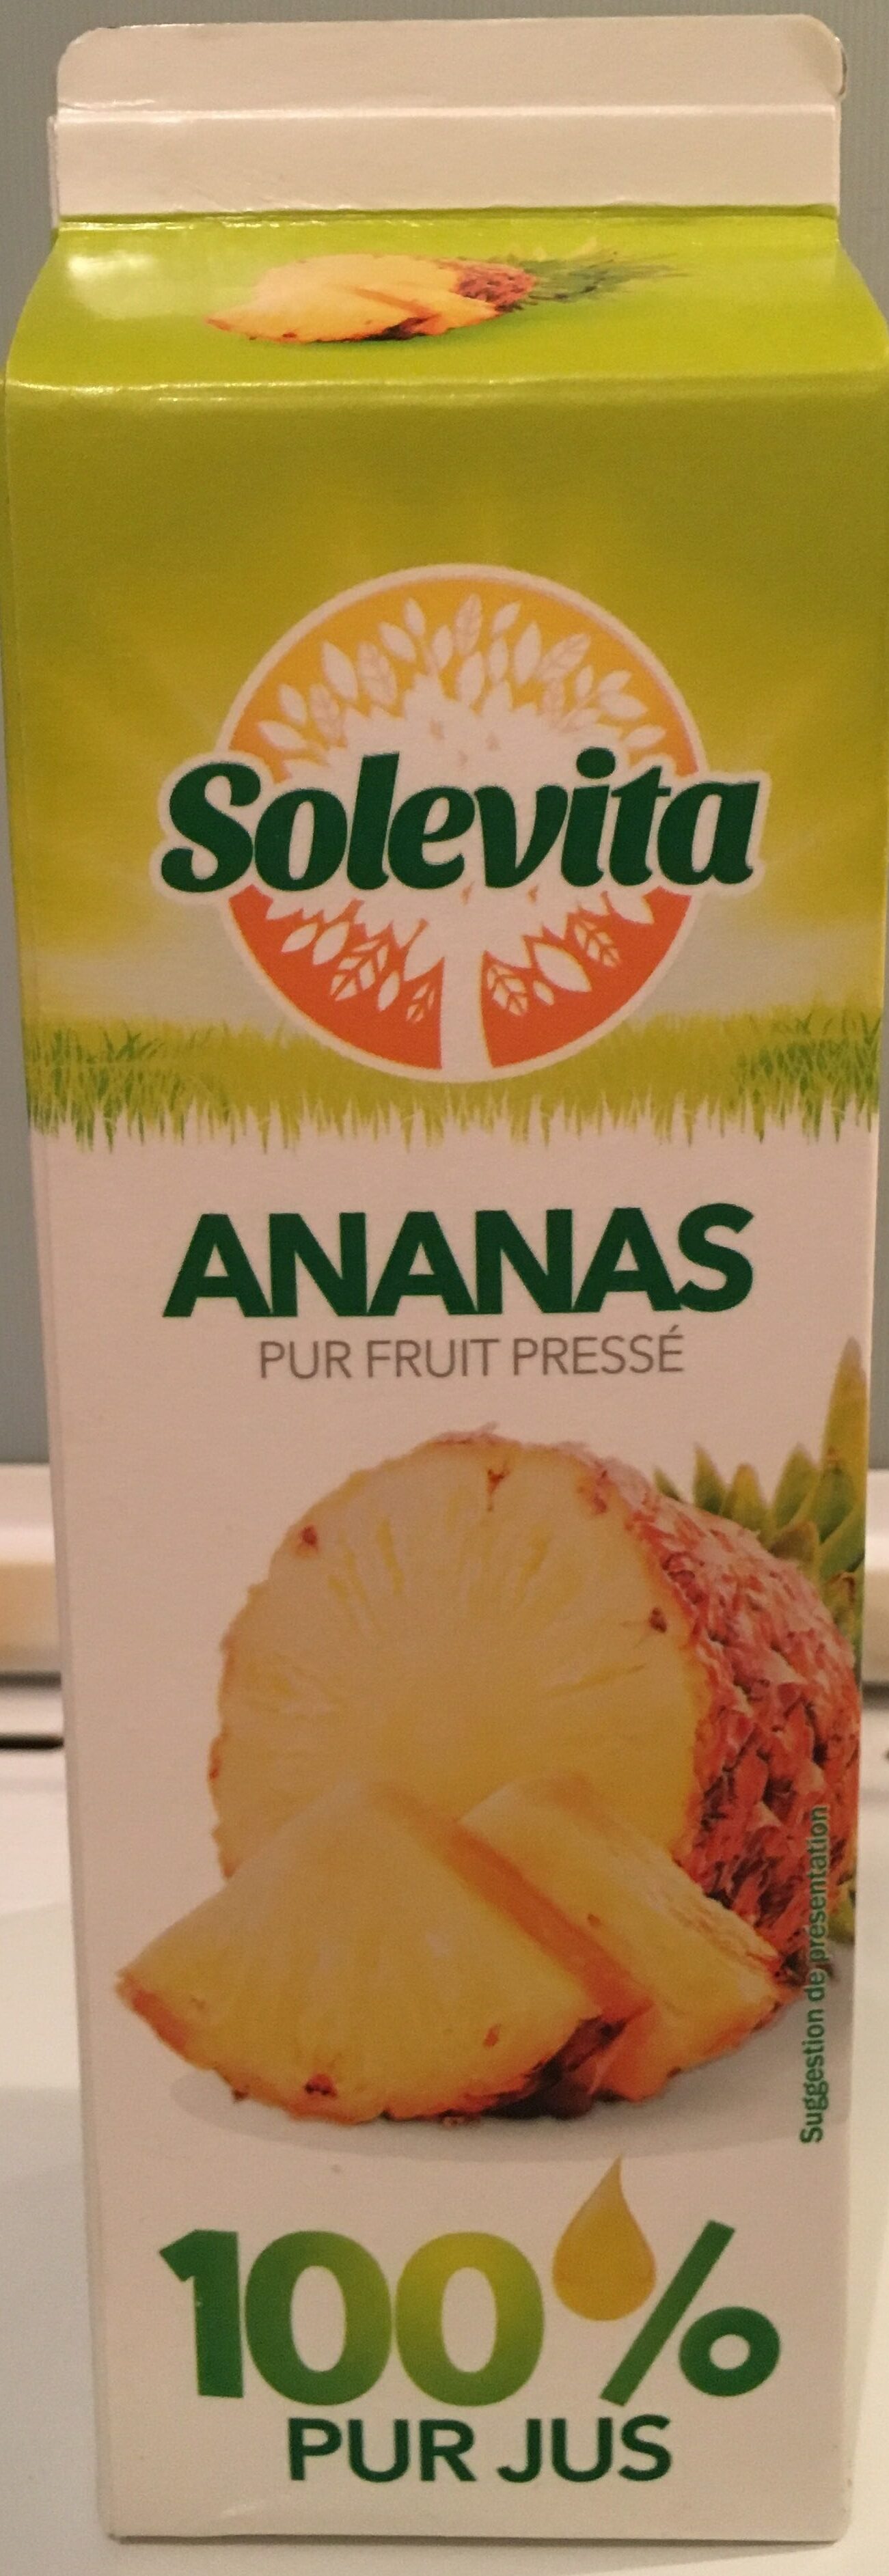 Solevita
ANANAS
PUR FRUIT PRESSÉ
Suggestion de présentation
100%
PUR JUS